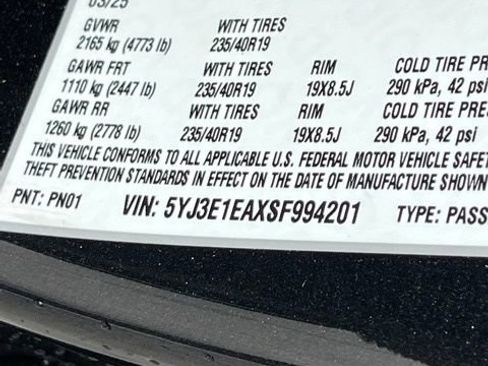 03/25
GVWR WITH TIRES
2165 kg (4773 lb) 235/40R19
GAWR FRT WITH TIRES RIM COLD TIRE PRE
1110 kg (2447 lb) 235/40R19 19X8.5J 290 kPa, 42 psi
GAWR RR WITH TIRES RIM COLD TIRE PRE
1260 kg (2778 lb) 235/40R19 19X8.5J 290 kPa, 42 psi
THIS VEHICLE CONFORMS TO ALL APPLICABLE U.S. FEDERAL MOTOR VEHICLE SAFET
THEFT PREVENTION STANDARDS IN EFFECT ON THE DATE OF MANUFACTURE SHOWN
PNT: PN01 VIN: 5YJ3E1EAXSF994201 TYPE: PASS